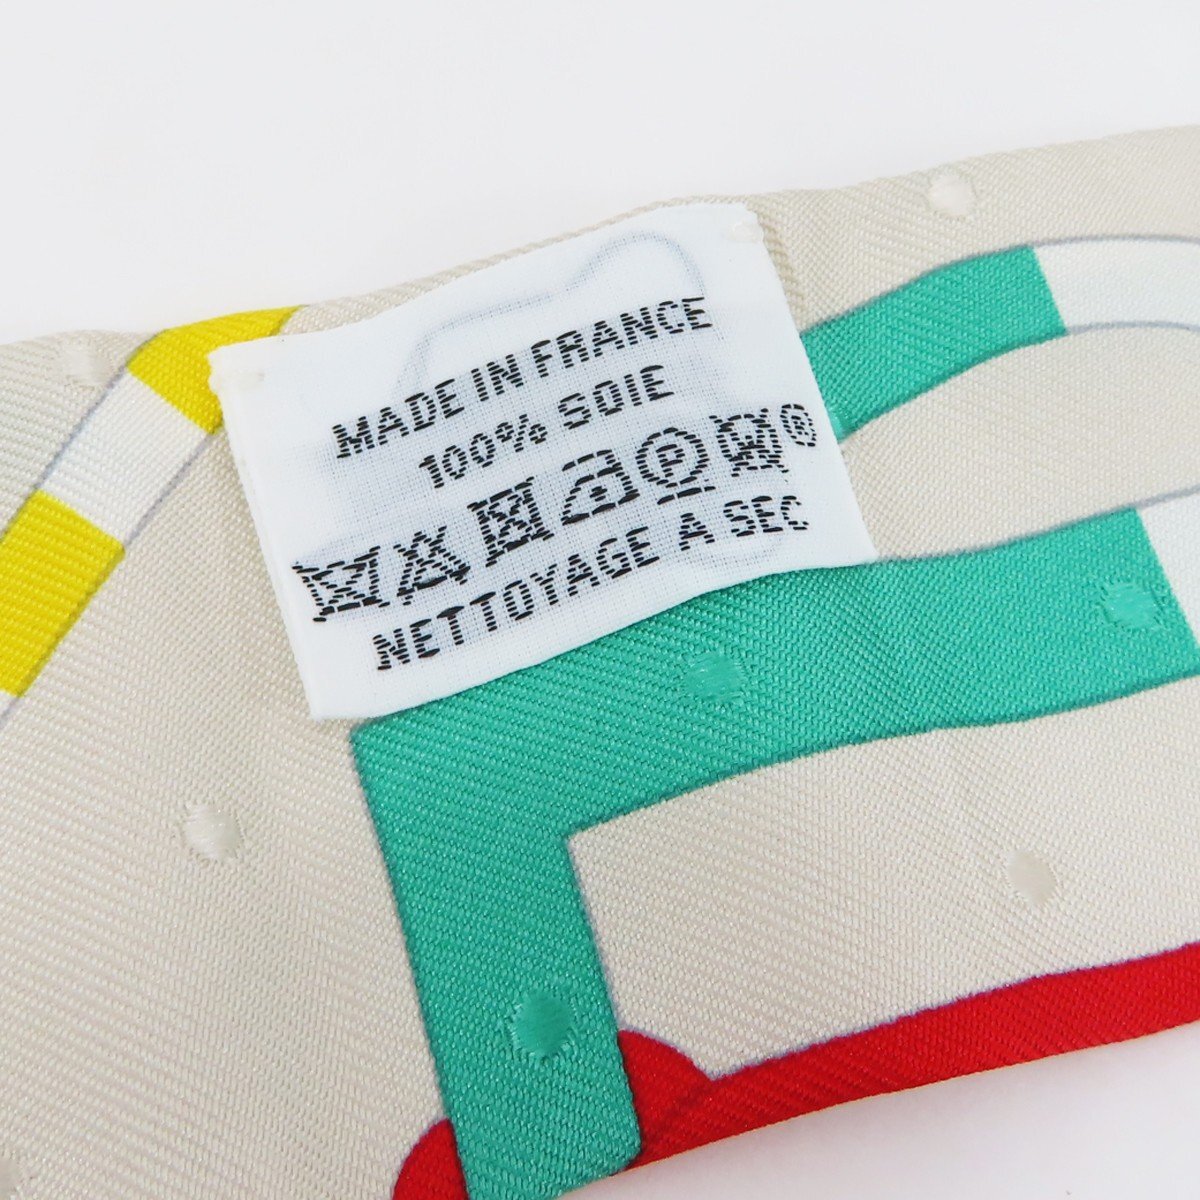 MADE IN FRANCE
100% SOIE
P ®
NETTOYAGE A SEC